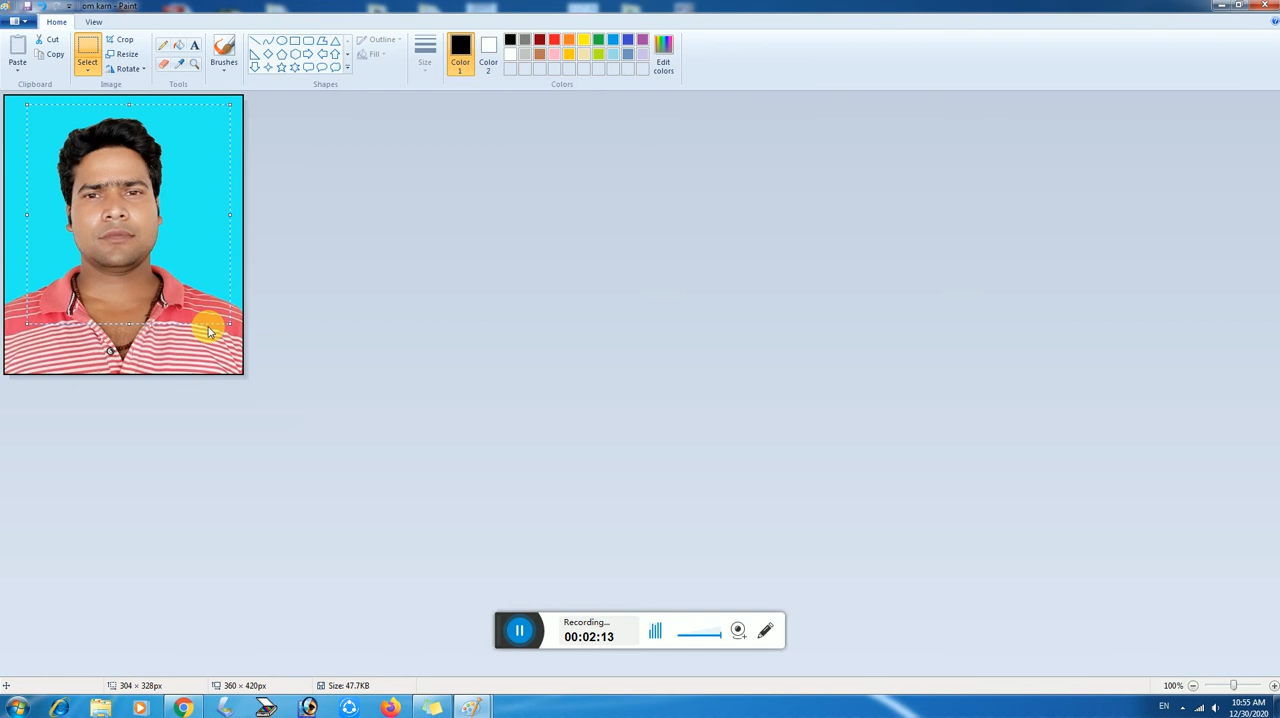 om karn - Paint
Home
View
Paste
Cut
Copy
Clipboard
Select
Crop
Resize
Rotate
Image
A
Tools
Brushes
Outline
Fill
Shapes
Size
Color 1
Color 2
Edit colors
Colors
Recording...
00:02:13
304 × 328px
360 × 420px
Size: 47.7KB
100%
EN
10:55 AM
12/30/2020